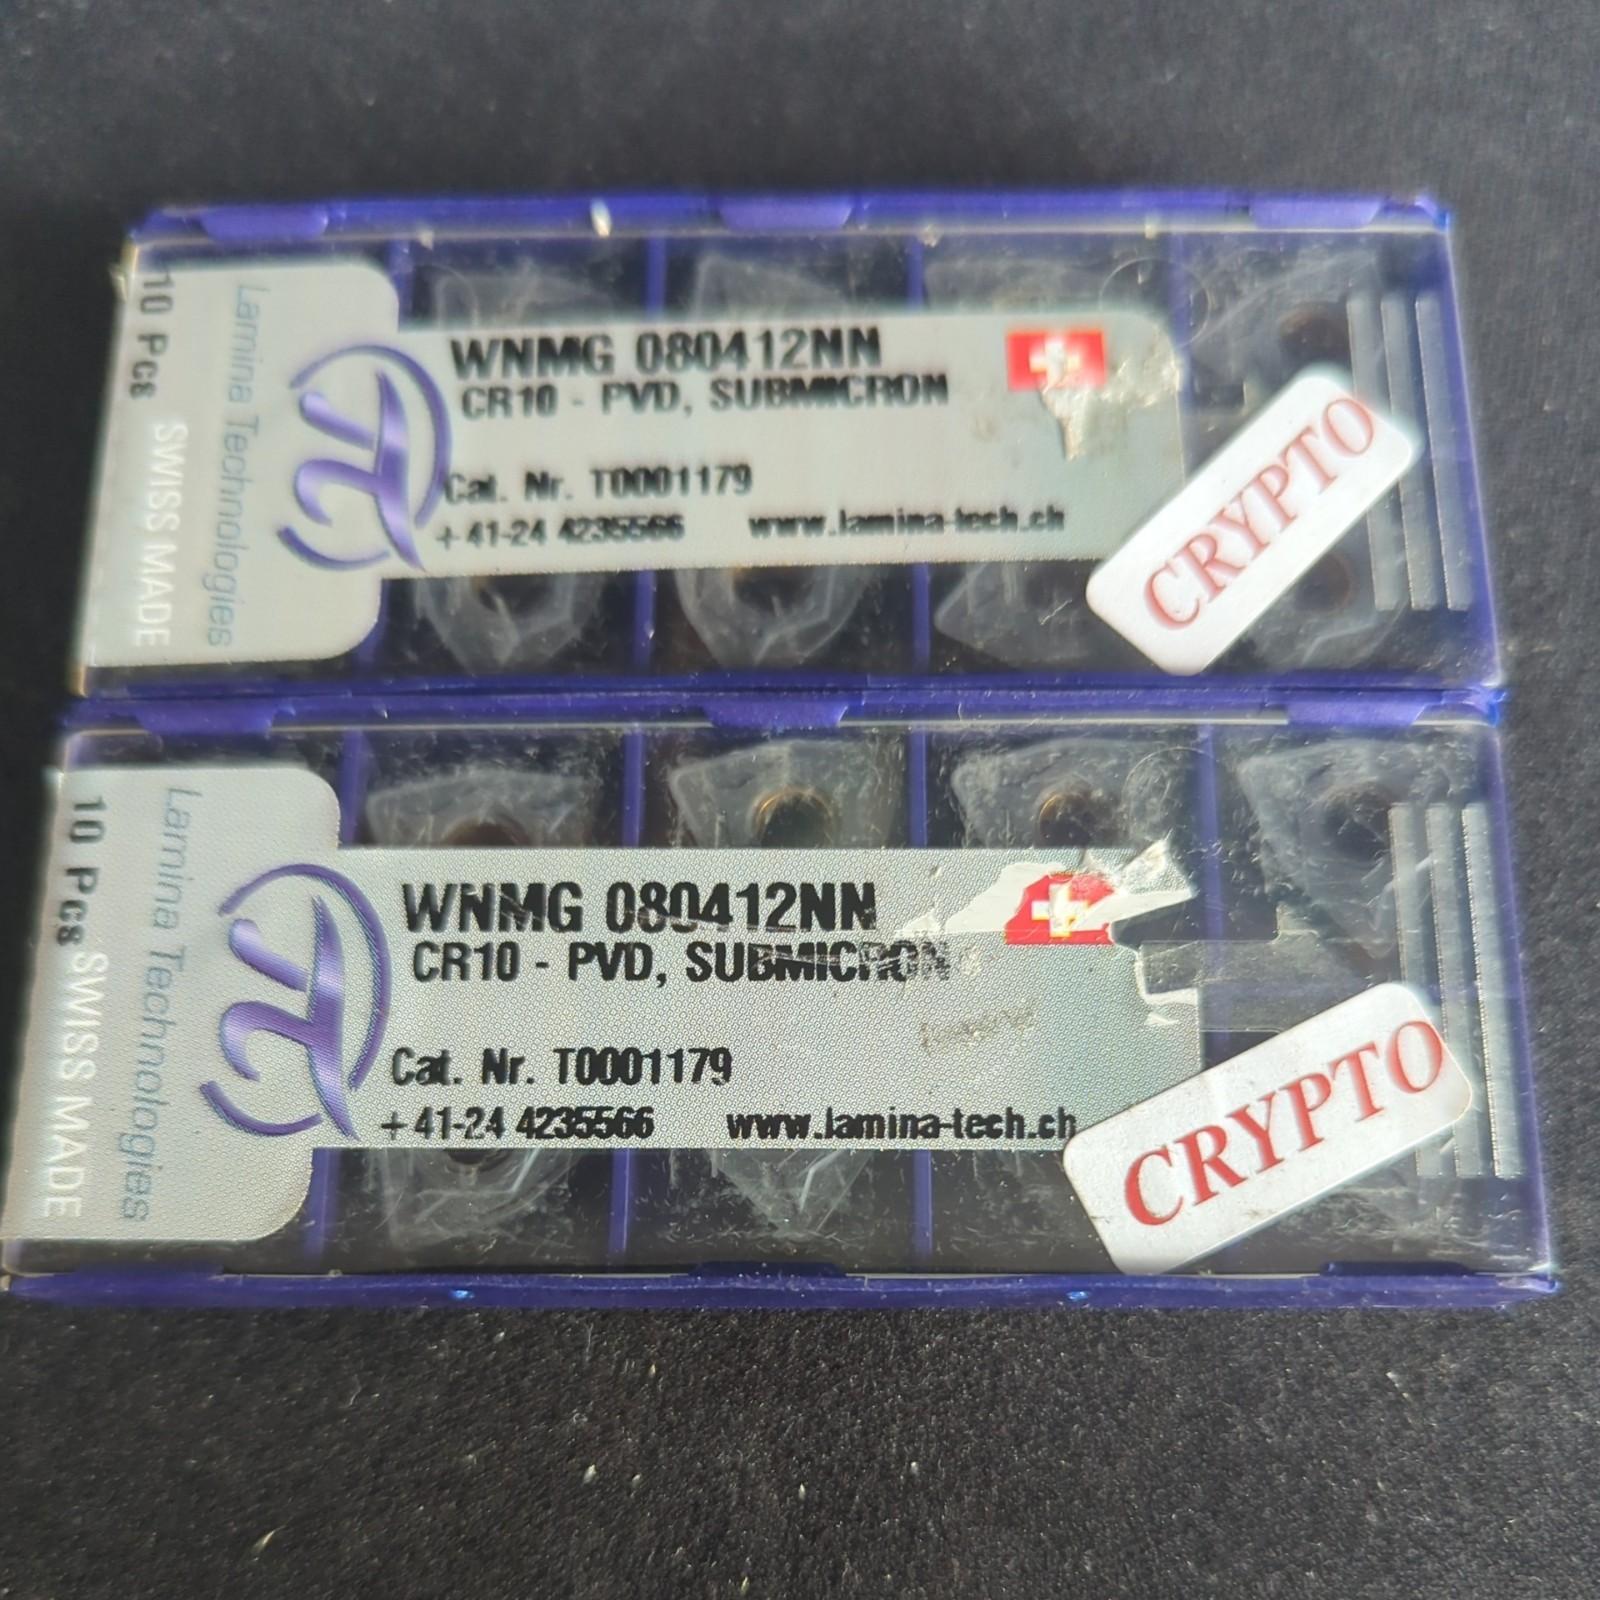 10 Pcs
SWISS MADE
Lamina Technologies
WNMG 080412NN
CR10 - PVD, SUBMICRON
Cat. Nr. T0001179
+41-24 4235566 www.lamina-tech.ch
CRYPTO
10 Pcs
SWISS MADE
Lamina Technologies
WNMG 080412NN
CR10 - PVD, SUBMICRON
Cat. Nr. T0001179
+41-24 4235566 www.lamina-tech.ch
CRYPTO